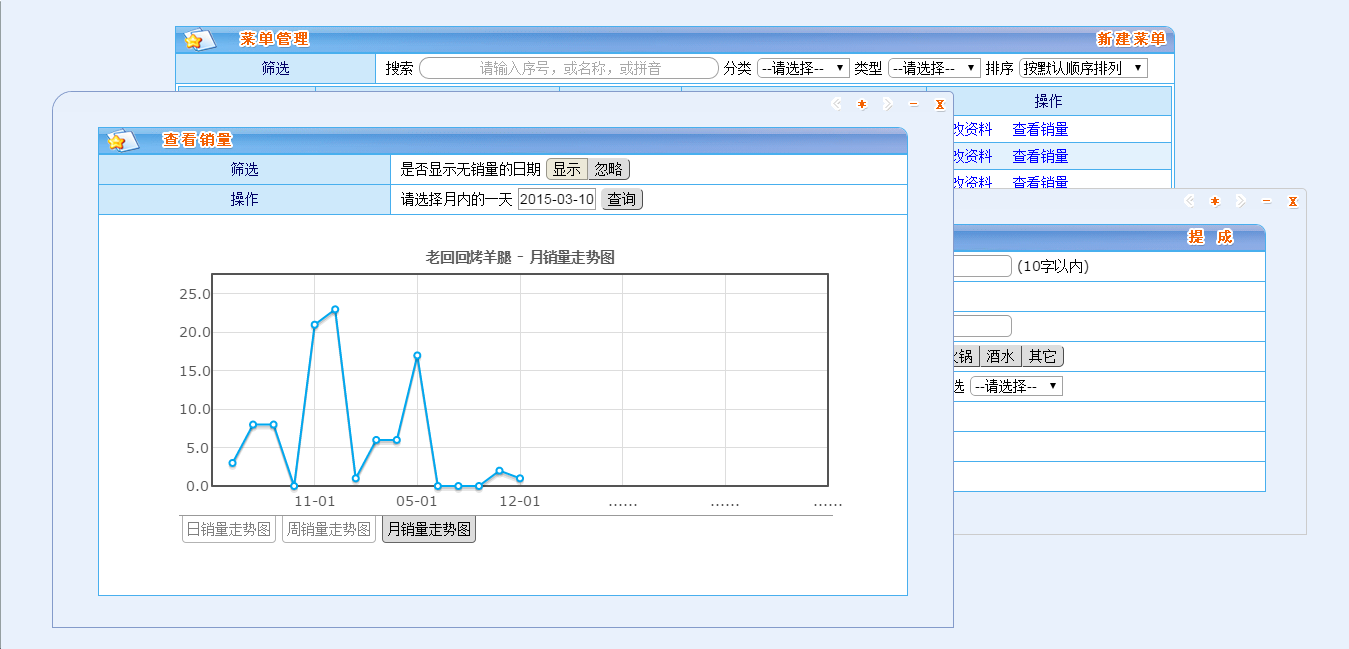 菜单管理 新建菜单
筛选 搜索 请输入序号，或名称，或拼音 分类 --请选择-- 类型 --请选择-- 排序 按默认顺序排列
操作
改资料 查看销量
改资料 查看销量
改资料 查看销量
查看销量
筛选 是否显示无销量的日期 显示 忽略
操作 请选择月内的一天 2015-03-10 查询
老回回烤羊腿 - 月销量走势图
25.0
20.0
15.0
10.0
5.0
0.0
11-01 05-01 12-01 ...... ...... ......
日销量走势图 周销量走势图 月销量走势图
提 成
(10字以内)
火锅 酒水 其它
选 --请选择--